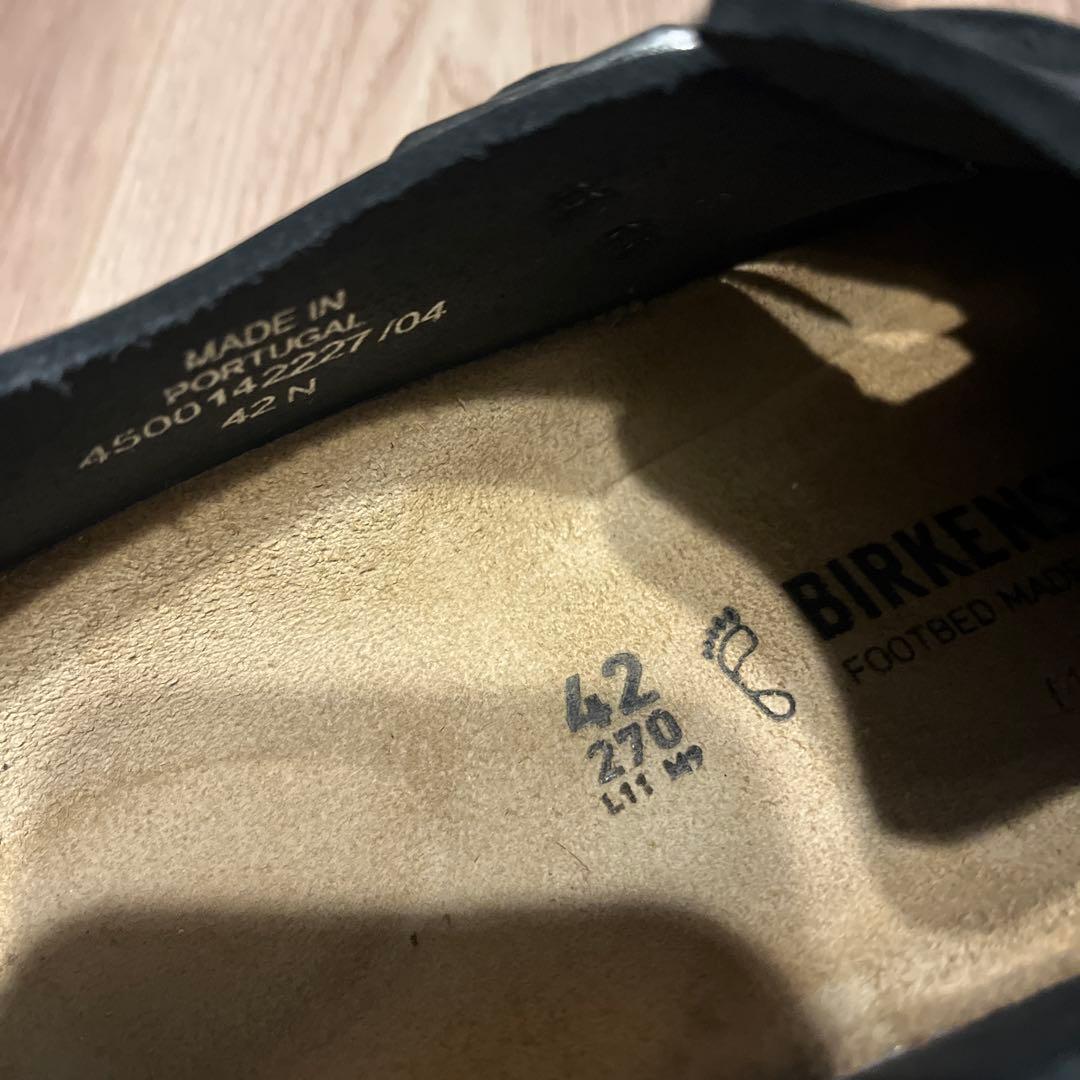 MADE IN
PORTUGAL
4500142227/04
42 N
BIRKENS
FOOTBED MADE
42
270
L11 M9